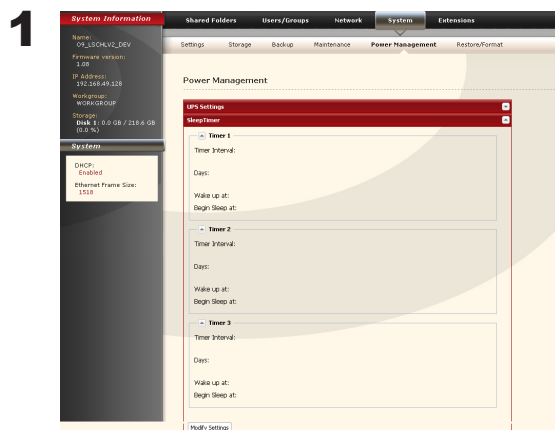 1
System Information
Name:
O9_LSCHLV2_DEV
Firmware version:
1.08
IP Address:
192.168.49.128
Workgroup:
WORKGROUP
Storage:
Disk 1: 0.0 GB / 218.6 GB
(0.0 %)
System
DHCP:
Enabled
Ethernet Frame Size:
1518
Shared Folders Users/Groups Network System Extensions
Settings Storage Backup Maintenance Power Management Restore/Format
Power Management
UPS Settings
SleepTimer
Timer 1
Timer Interval:
Days:
Wake up at:
Begin Sleep at:
Timer 2
Timer Interval:
Days:
Wake up at:
Begin Sleep at:
Timer 3
Timer Interval:
Days:
Wake up at:
Begin Sleep at:
Modify Settings